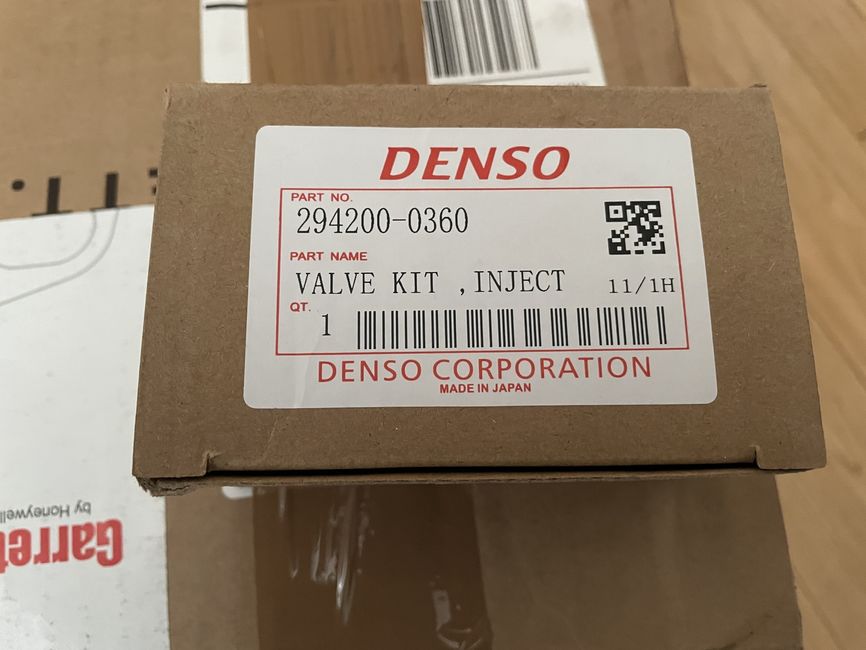 DENSO
PART NO.
294200-0360
PART NAME
VALVE KIT ,INJECT 11/1H
QT.
1
DENSO CORPORATION
MADE IN JAPAN
by Honeywell